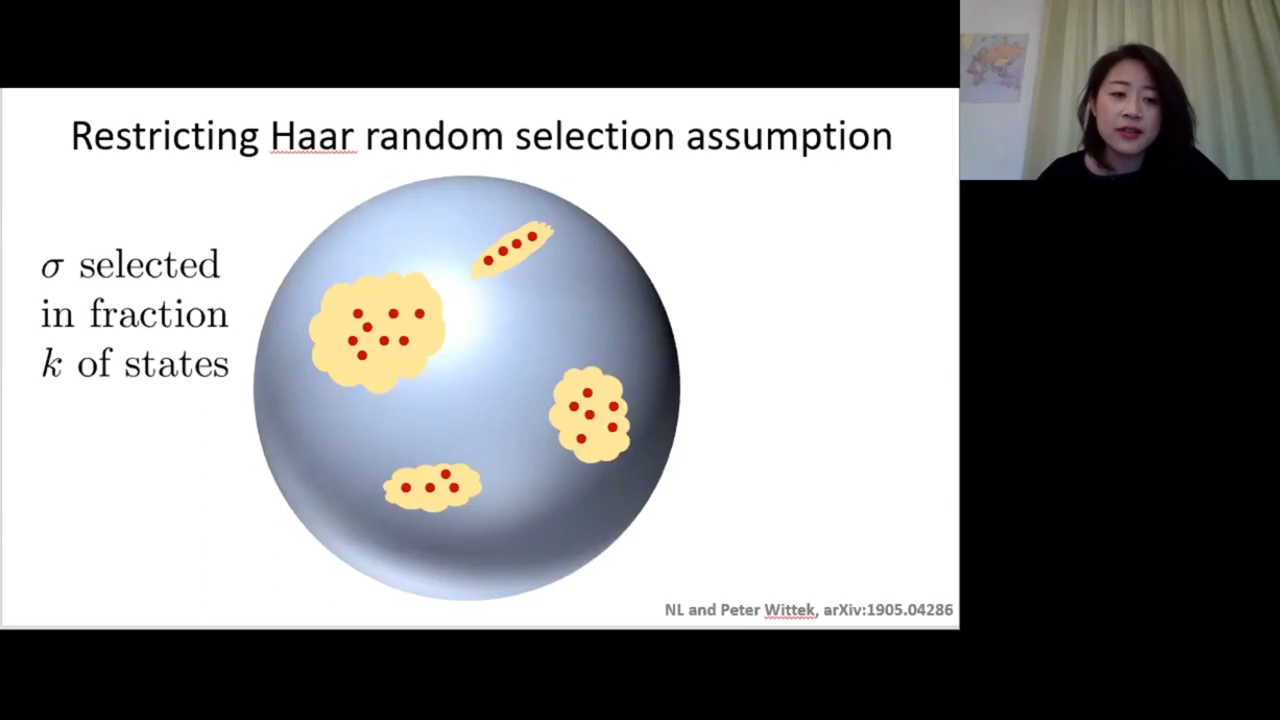 Restricting Haar random selection assumption
σ selected
in fraction
k of states
NL and Peter Wittek, arXiv:1905.04286